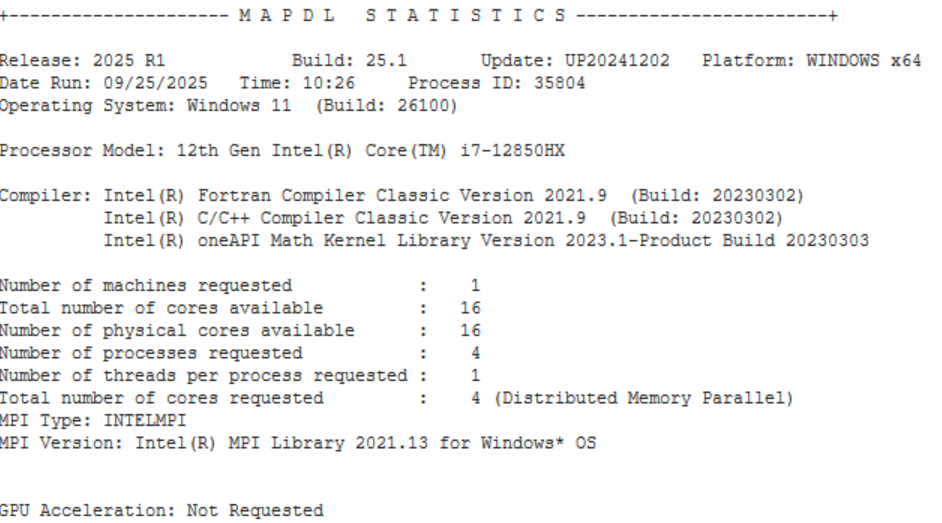 +--------------------- M A P D L   S T A T I S T I C S ------------------------+
Release: 2025 R1            Build: 25.1       Update: UP20241202   Platform: WINDOWS x64
Date Run: 09/25/2025   Time: 10:26     Process ID: 35804
Operating System: Windows 11  (Build: 26100)
Processor Model: 12th Gen Intel(R) Core(TM) i7-12850HX
Compiler: Intel(R) Fortran Compiler Classic Version 2021.9  (Build: 20230302)
          Intel(R) C/C++ Compiler Classic Version 2021.9  (Build: 20230302)
          Intel(R) oneAPI Math Kernel Library Version 2023.1-Product Build 20230303
Number of machines requested            :    1
Total number of cores available         :   16
Number of physical cores available      :   16
Number of processes requested           :    4
Number of threads per process requested :    1
Total number of cores requested         :    4 (Distributed Memory Parallel)
MPI Type: INTELMPI
MPI Version: Intel(R) MPI Library 2021.13 for Windows* OS
GPU Acceleration: Not Requested